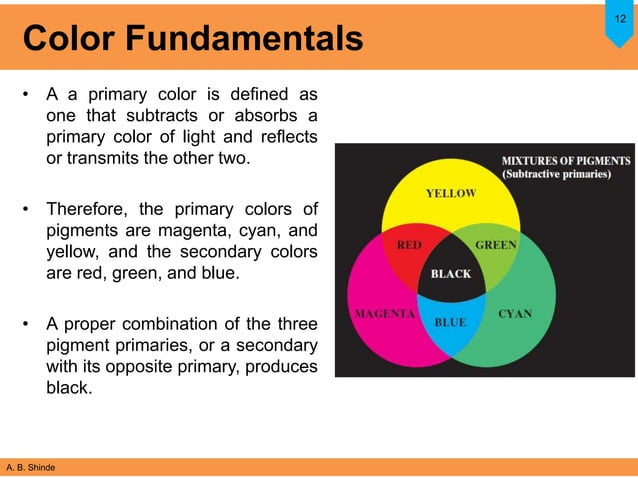 12
Color Fundamentals
• A a primary color is defined as
one that subtracts or absorbs a
primary color of light and reflects
or transmits the other two.
• Therefore, the primary colors of
pigments are magenta, cyan, and
yellow, and the secondary colors
are red, green, and blue.
• A proper combination of the three
pigment primaries, or a secondary
with its opposite primary, produces
black.
MIXTURES OF PIGMENTS
(Subtractive primaries)
YELLOW
RED
GREEN
BLACK
MAGENTA
BLUE
CYAN
A. B. Shinde